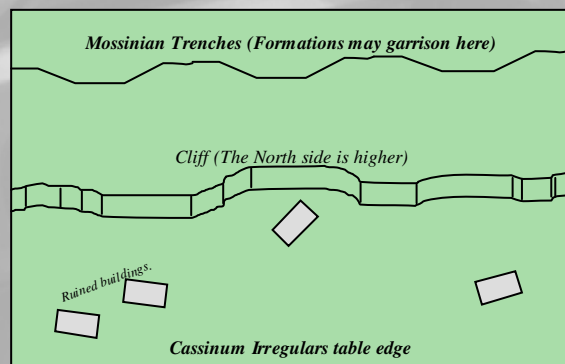 Mossinian Trenches (Formations may garrison here)
Cliff (The North side is higher)
Ruined buildings.
Cassinum Irregulars table edge